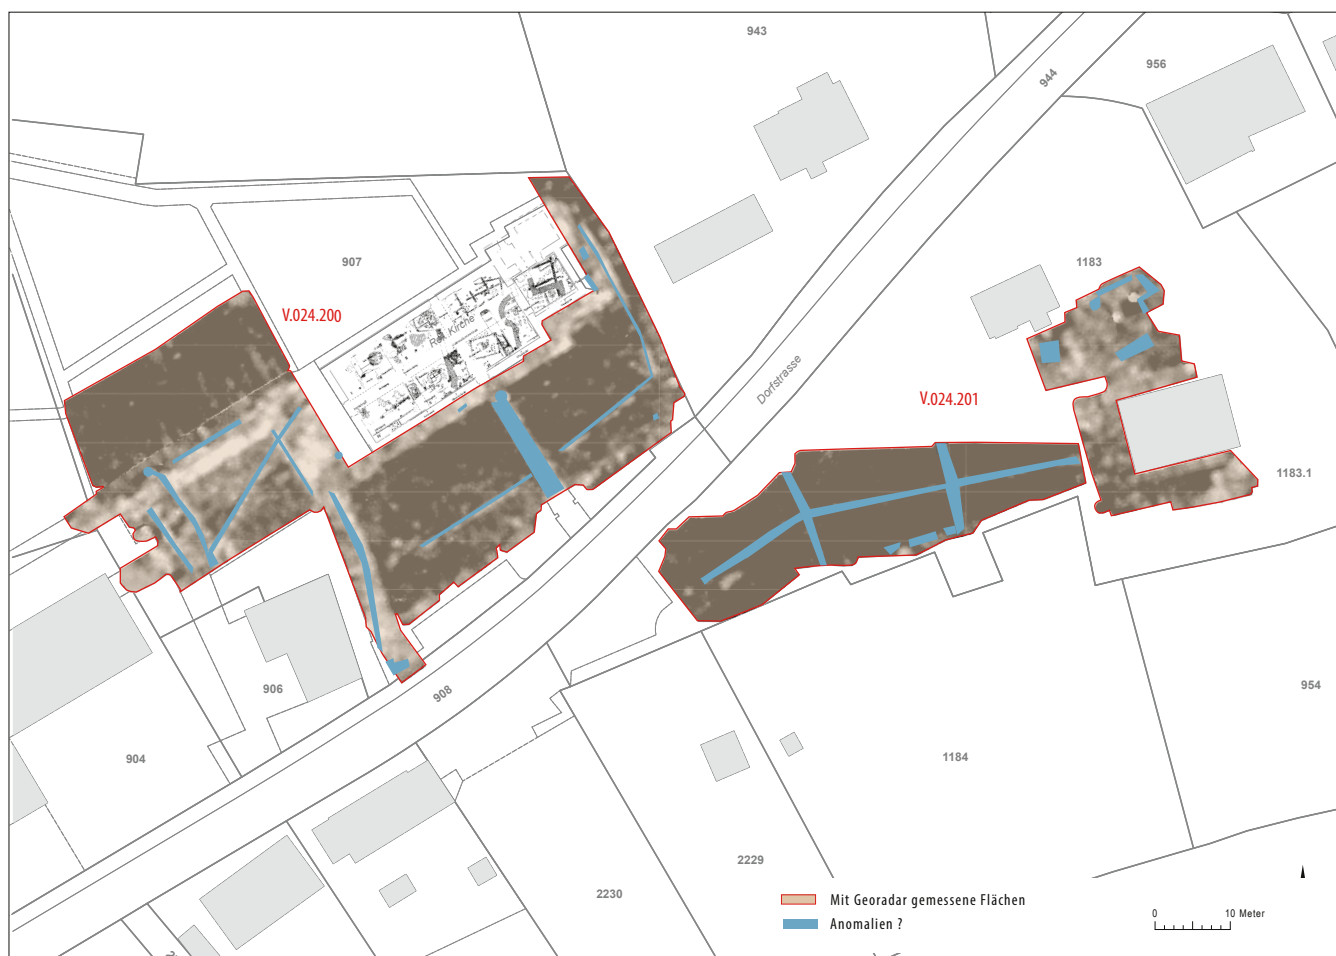 943
944
956
907
V.024.200
Kirche
1183
Dorfstrasse
V.024.201
1183.1
906
908
904
954
1184
2229
2230
Mit Georadar gemessene Flächen
Anomalien ?
0 10 Meter